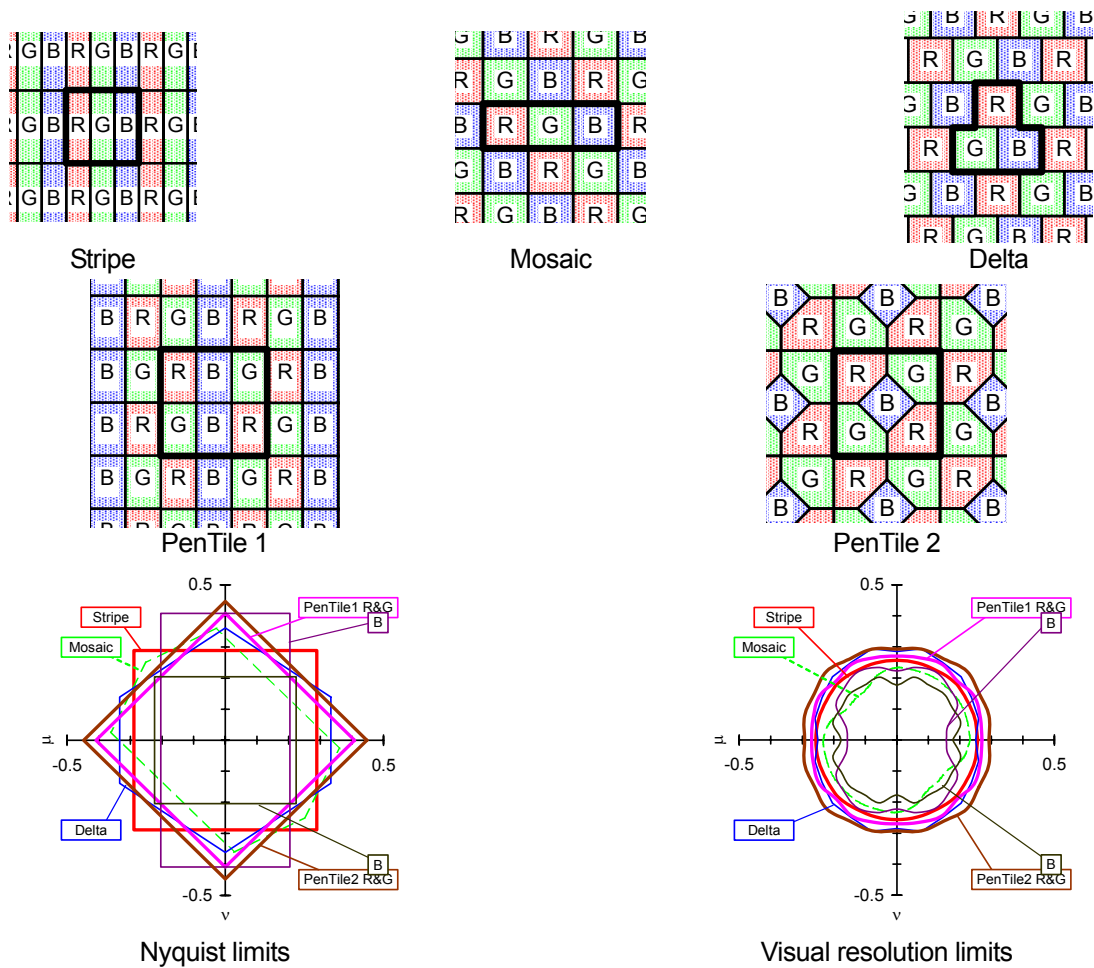 R G B R G B R G B
R G B R G B R G B
R G B R G B R G B
Stripe
G B R G B
R G B R G
B R G B R
G B R G B
R G B R G
Mosaic
G B R G B
R G B R
G B R G B
R G B R
G B R G B
R G B R
Delta
B R G B R G B
B G R B G R B
B R G B R G B
B G R B G R B
B R G B R G B
PenTile 1
B B B
R G R G
G R G R
B B B
R G R G
G R G R
B B B
PenTile 2
0.5
Stripe
PenTile1 R&G
B
Mosaic
μ
-0.5
0.5
Delta
B
PenTile2 R&G
-0.5
ν
Nyquist limits
0.5
PenTile1 R&G
Stripe
B
Mosaic
μ
-0.5
0.5
Delta
B
PenTile2 R&G
-0.5
ν
Visual resolution limits